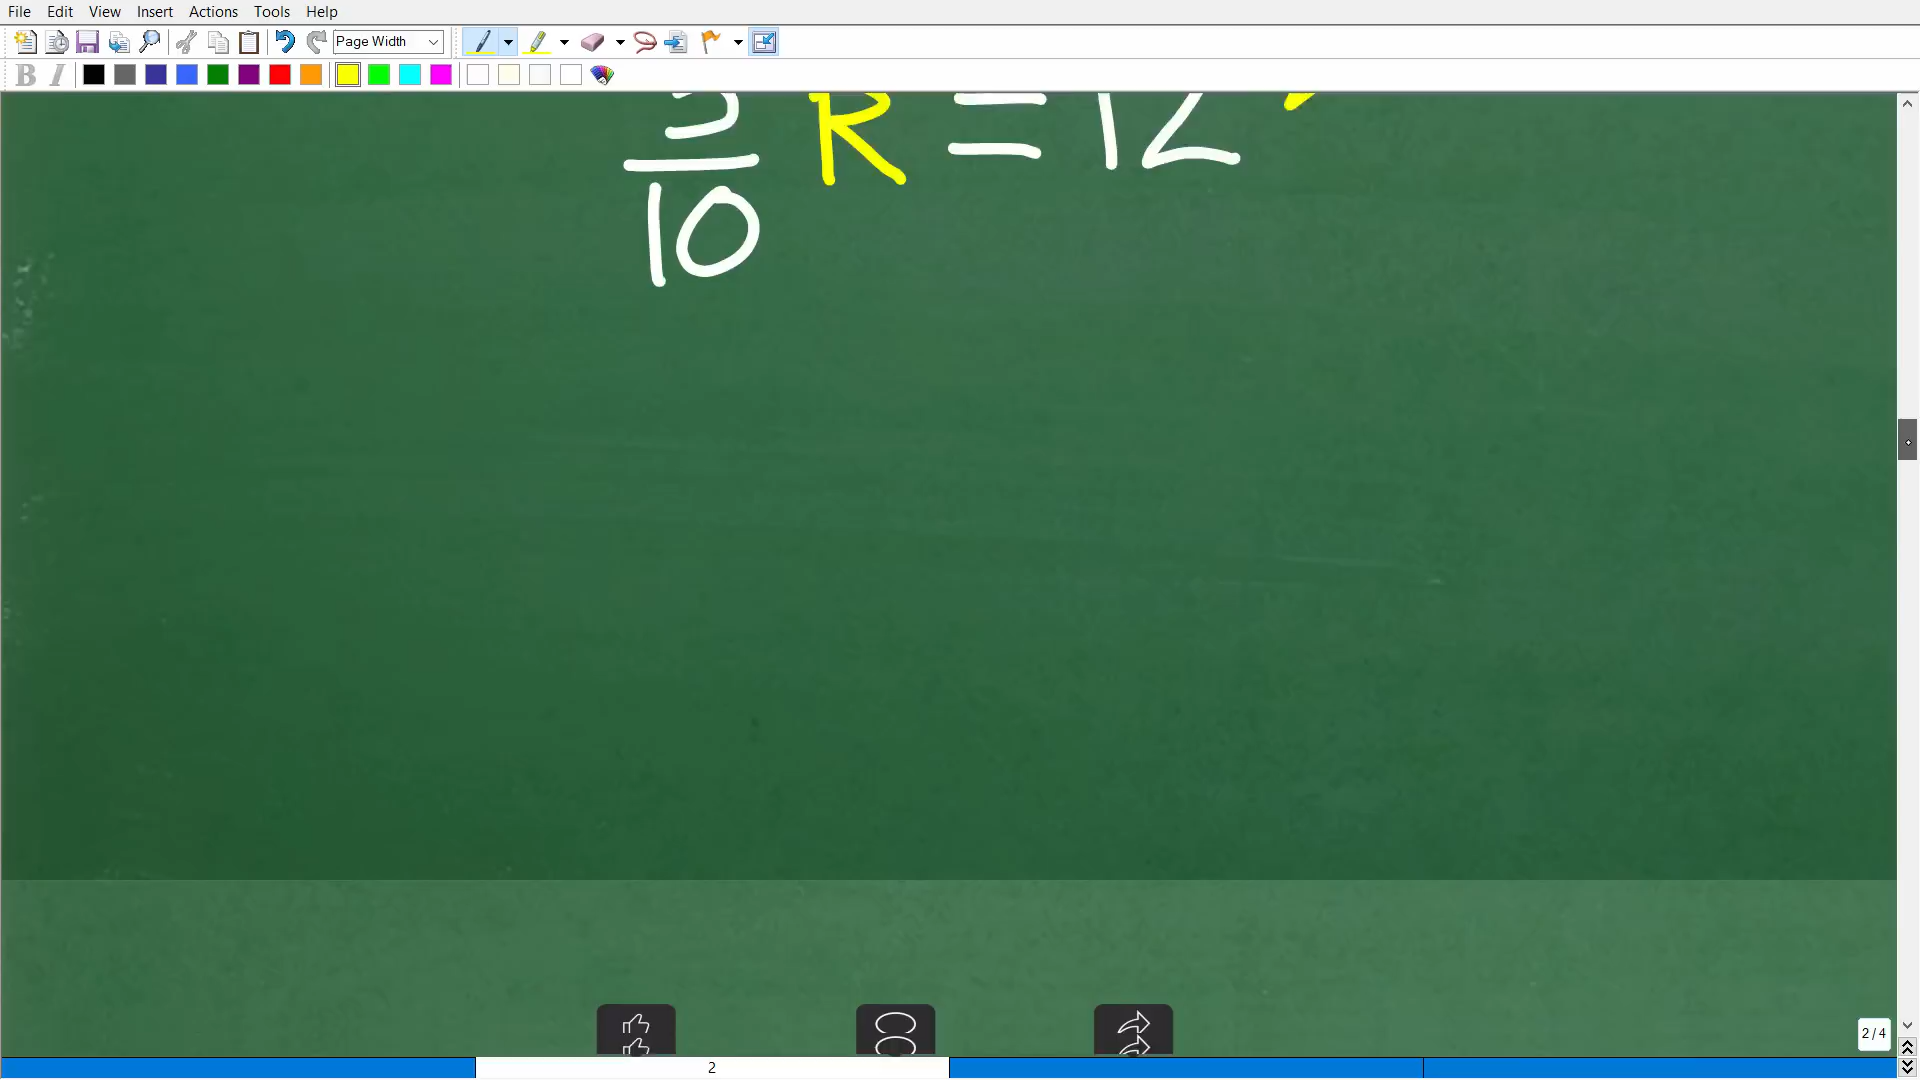 File Edit View Insert Actions Tools Help
Page Width
B I
R = 12
10
2 / 4
2